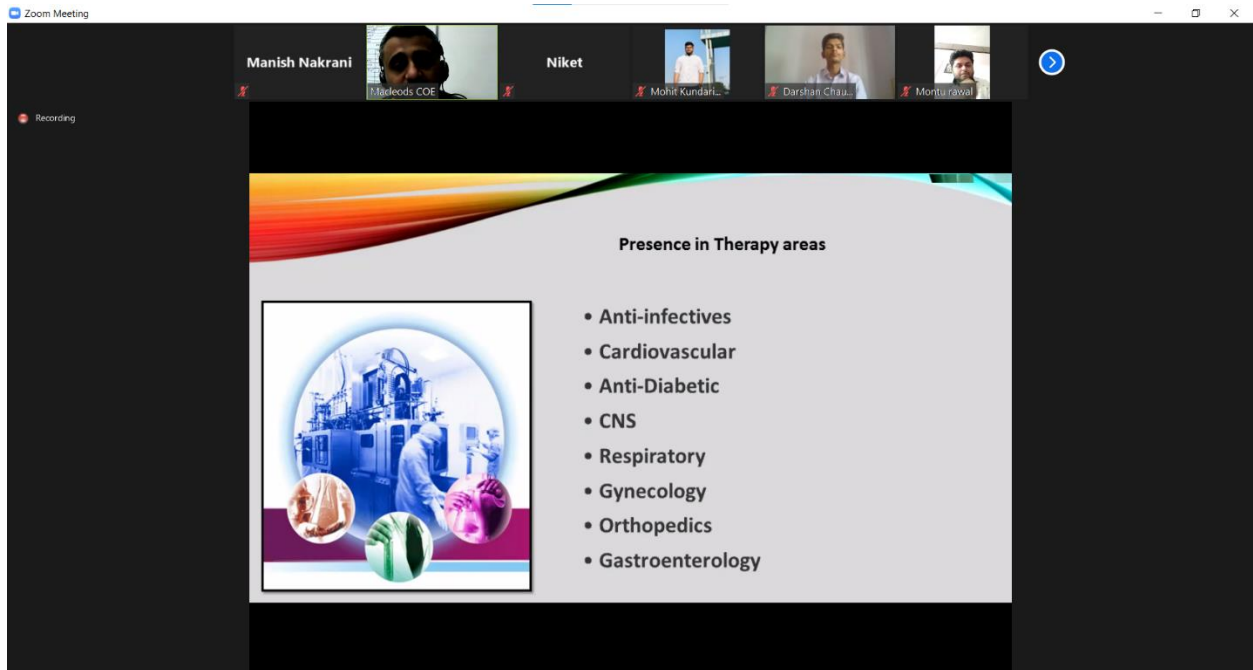 Zoom Meeting
Manish Nakrani
Macleods COE
Niket
Mohit Kundari...
Darshan Chau...
Montu rawal
Recording
Presence in Therapy areas
• Anti-infectives
• Cardiovascular
• Anti-Diabetic
• CNS
• Respiratory
• Gynecology
• Orthopedics
• Gastroenterology